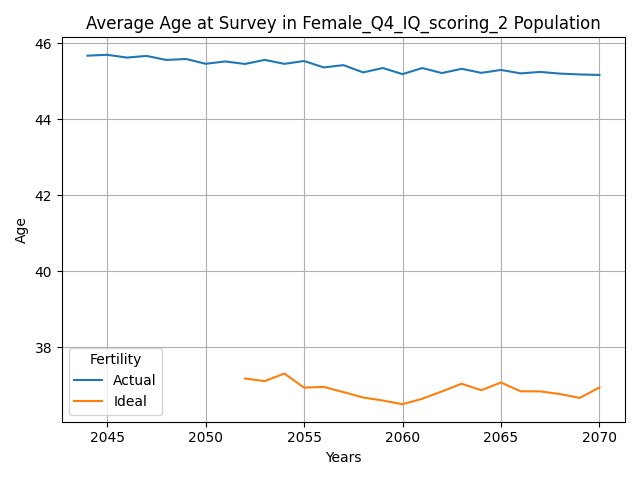 Average Age at Survey in Female_Q4_IQ_scoring_2 Population
46
44
42
40
38
Age
Fertility
Actual
Ideal
2045 2050 2055 2060 2065 2070
Years